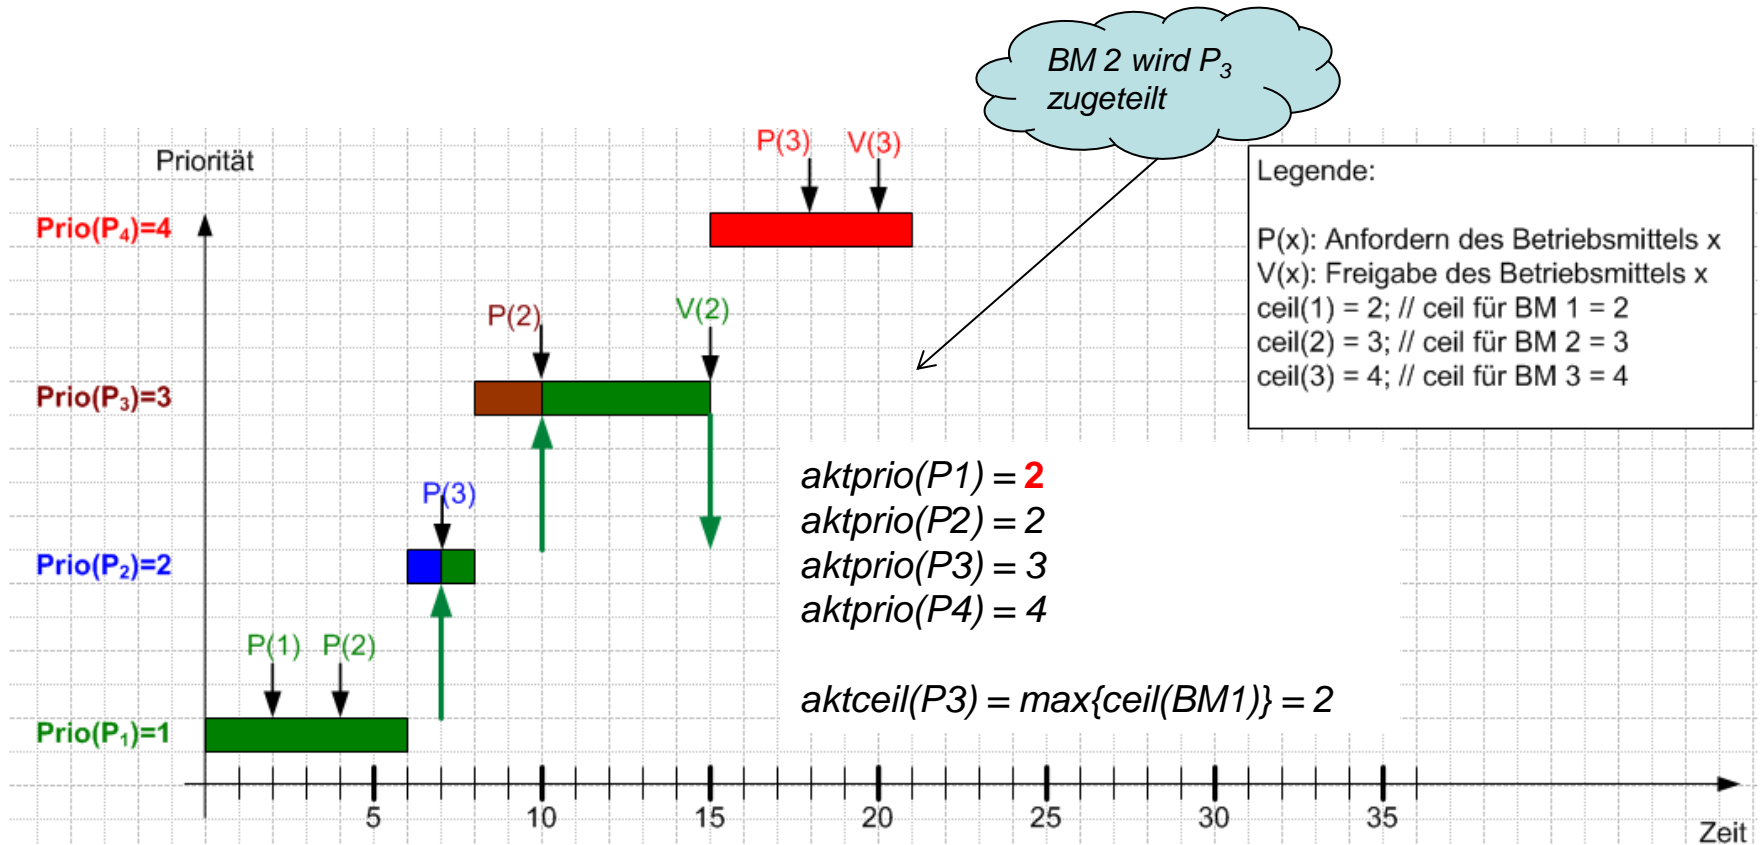 BM 2 wird P3
zugeteilt
P(3) V(3)
Priorität
Legende:
Prio(P4)=4
P(x): Anfordern des Betriebsmittels x
V(x): Freigabe des Betriebsmittels x
ceil(1) = 2; // ceil für BM 1 = 2
ceil(2) = 3; // ceil für BM 2 = 3
ceil(3) = 4; // ceil für BM 3 = 4
P(2) V(2)
Prio(P3)=3
P(3)
aktprio(P1) = 2
aktprio(P2) = 2
aktprio(P3) = 3
aktprio(P4) = 4
Prio(P2)=2
P(1) P(2)
aktceil(P3) = max{ceil(BM1)} = 2
Prio(P1)=1
5 10 15 20 25 30 35
Zeit